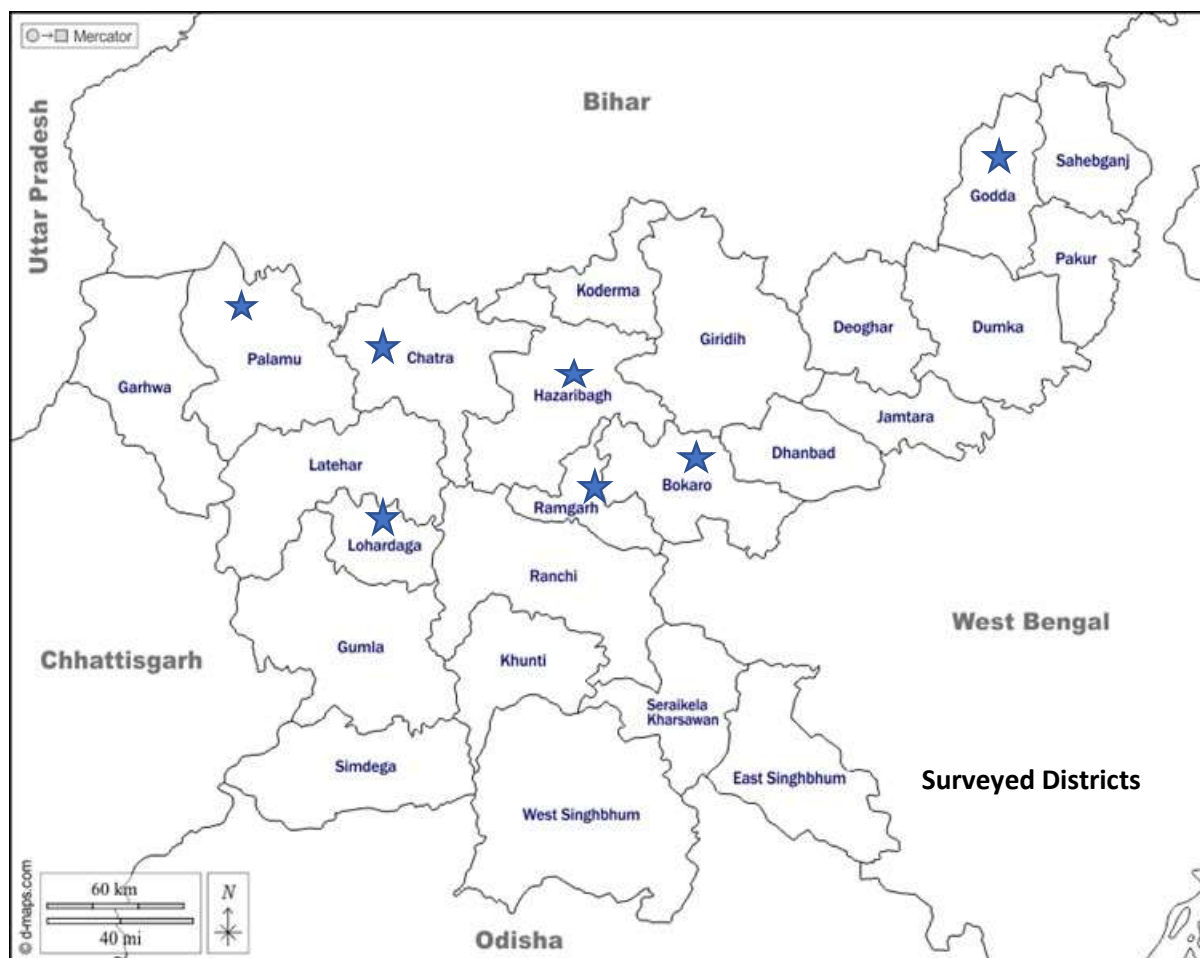 Mercator
Bihar
Uttar Pradesh
Godda
Sahebganj
Pakur
Koderma
Giridih
Deoghar
Dumka
Palamu
Chatra
Garhwa
Hazaribagh
Jamtara
Latehar
Dhanbad
Bokaro
Ramgarh
Lohardaga
Ranchi
West Bengal
Chhattisgarh
Gumla
Khunti
Seraikela
Kharsawan
Simdega
East Singhbhum
Surveyed Districts
West Singhbhum
© d-maps.com
60 km
40 mi
N
Odisha